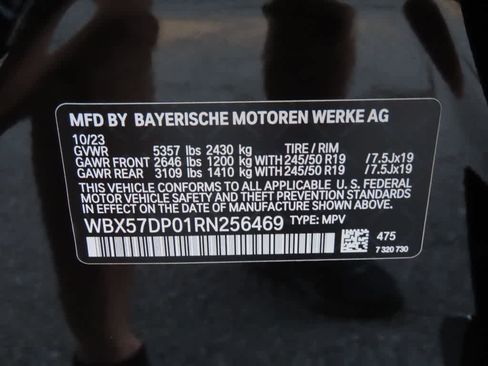 MFD BY BAYERISCHE MOTOREN WERKE AG
10/23
GVWR 5357 lbs 2430 kg TIRE / RIM
GAWR FRONT 2646 lbs 1200 kg WITH 245/50 R19 /7.5Jx19
GAWR REAR 3109 lbs 1410 kg WITH 245/50 R19 /7.5Jx19
THIS VEHICLE CONFORMS TO ALL APPLICABLE U.S. FEDERAL
MOTOR VEHICLE SAFETY STANDARDS IN EFFECT
ON THE DATE OF MANUFACTURE SHOWN ABOVE.
WBX57DP01RN256469 TYPE: MPV
475
7 320 730